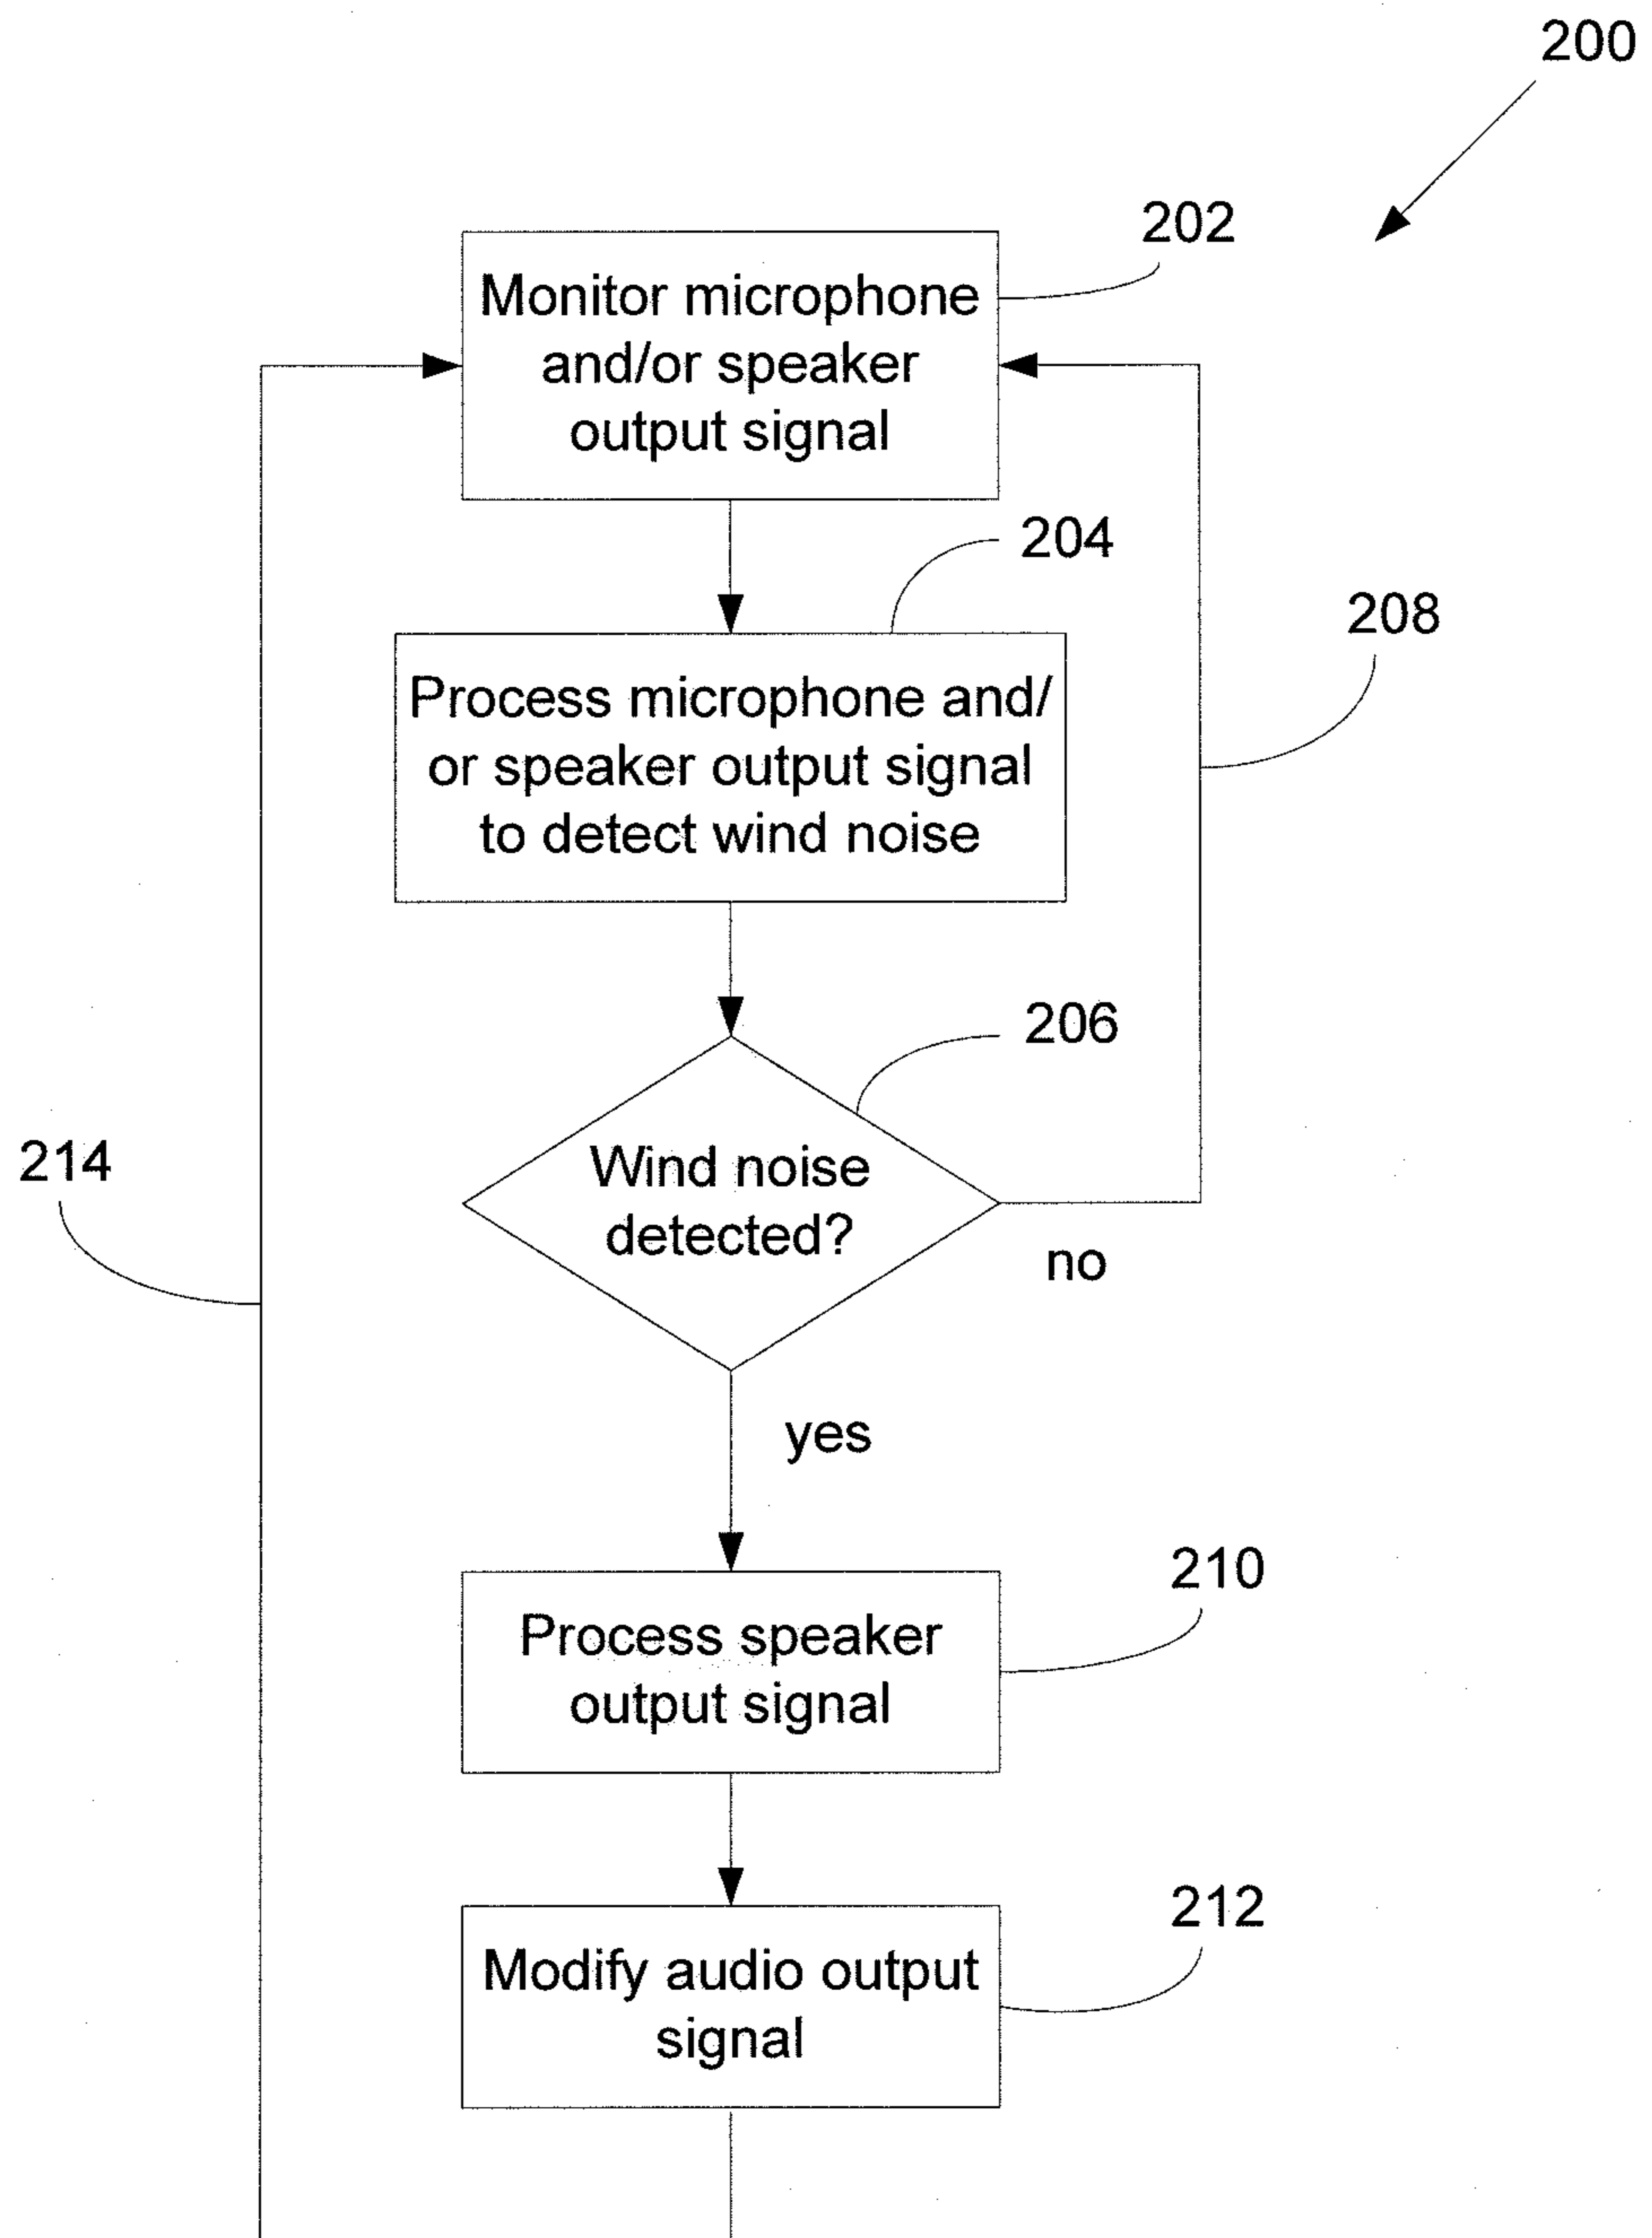 200
202
Monitor microphone
and/or speaker
output signal
204
208
Process microphone and/
or speaker output signal
to detect wind noise
206
214
Wind noise
detected?
no
yes
210
Process speaker
output signal
212
Modify audio output
signal